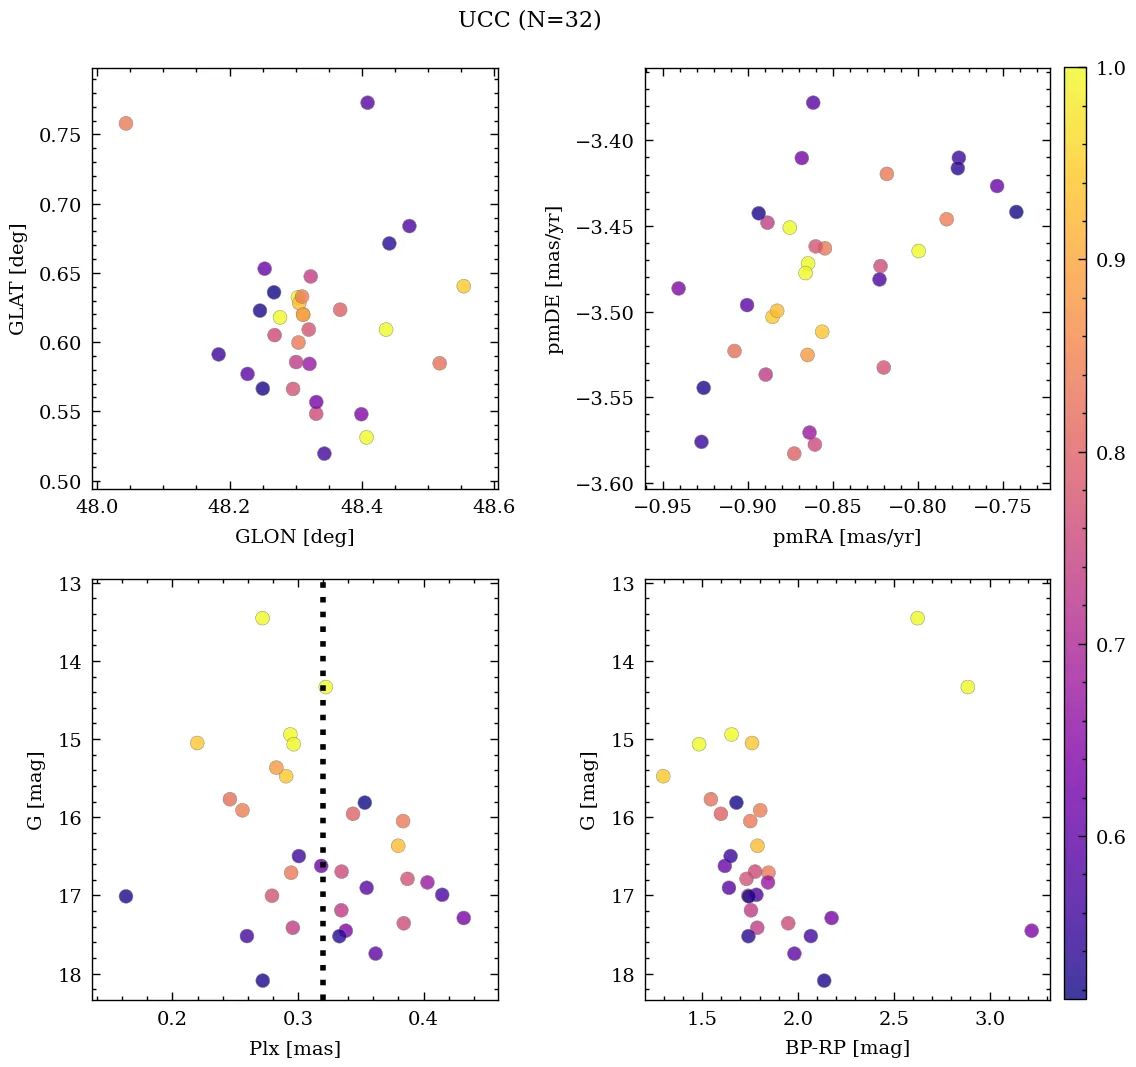 UCC (N=32)
0.75
0.70
0.65
0.60
0.55
0.50
GLAT [deg]
48.0 48.2 48.4 48.6
GLON [deg]
−3.40
−3.45
−3.50
−3.55
−3.60
pmDE [mas/yr]
−0.95 −0.90 −0.85 −0.80 −0.75
pmRA [mas/yr]
13
14
15
16
17
18
G [mag]
0.2 0.3 0.4
Plx [mas]
13
14
15
16
17
18
G [mag]
1.5 2.0 2.5 3.0
BP-RP [mag]
1.0
0.9
0.8
0.7
0.6